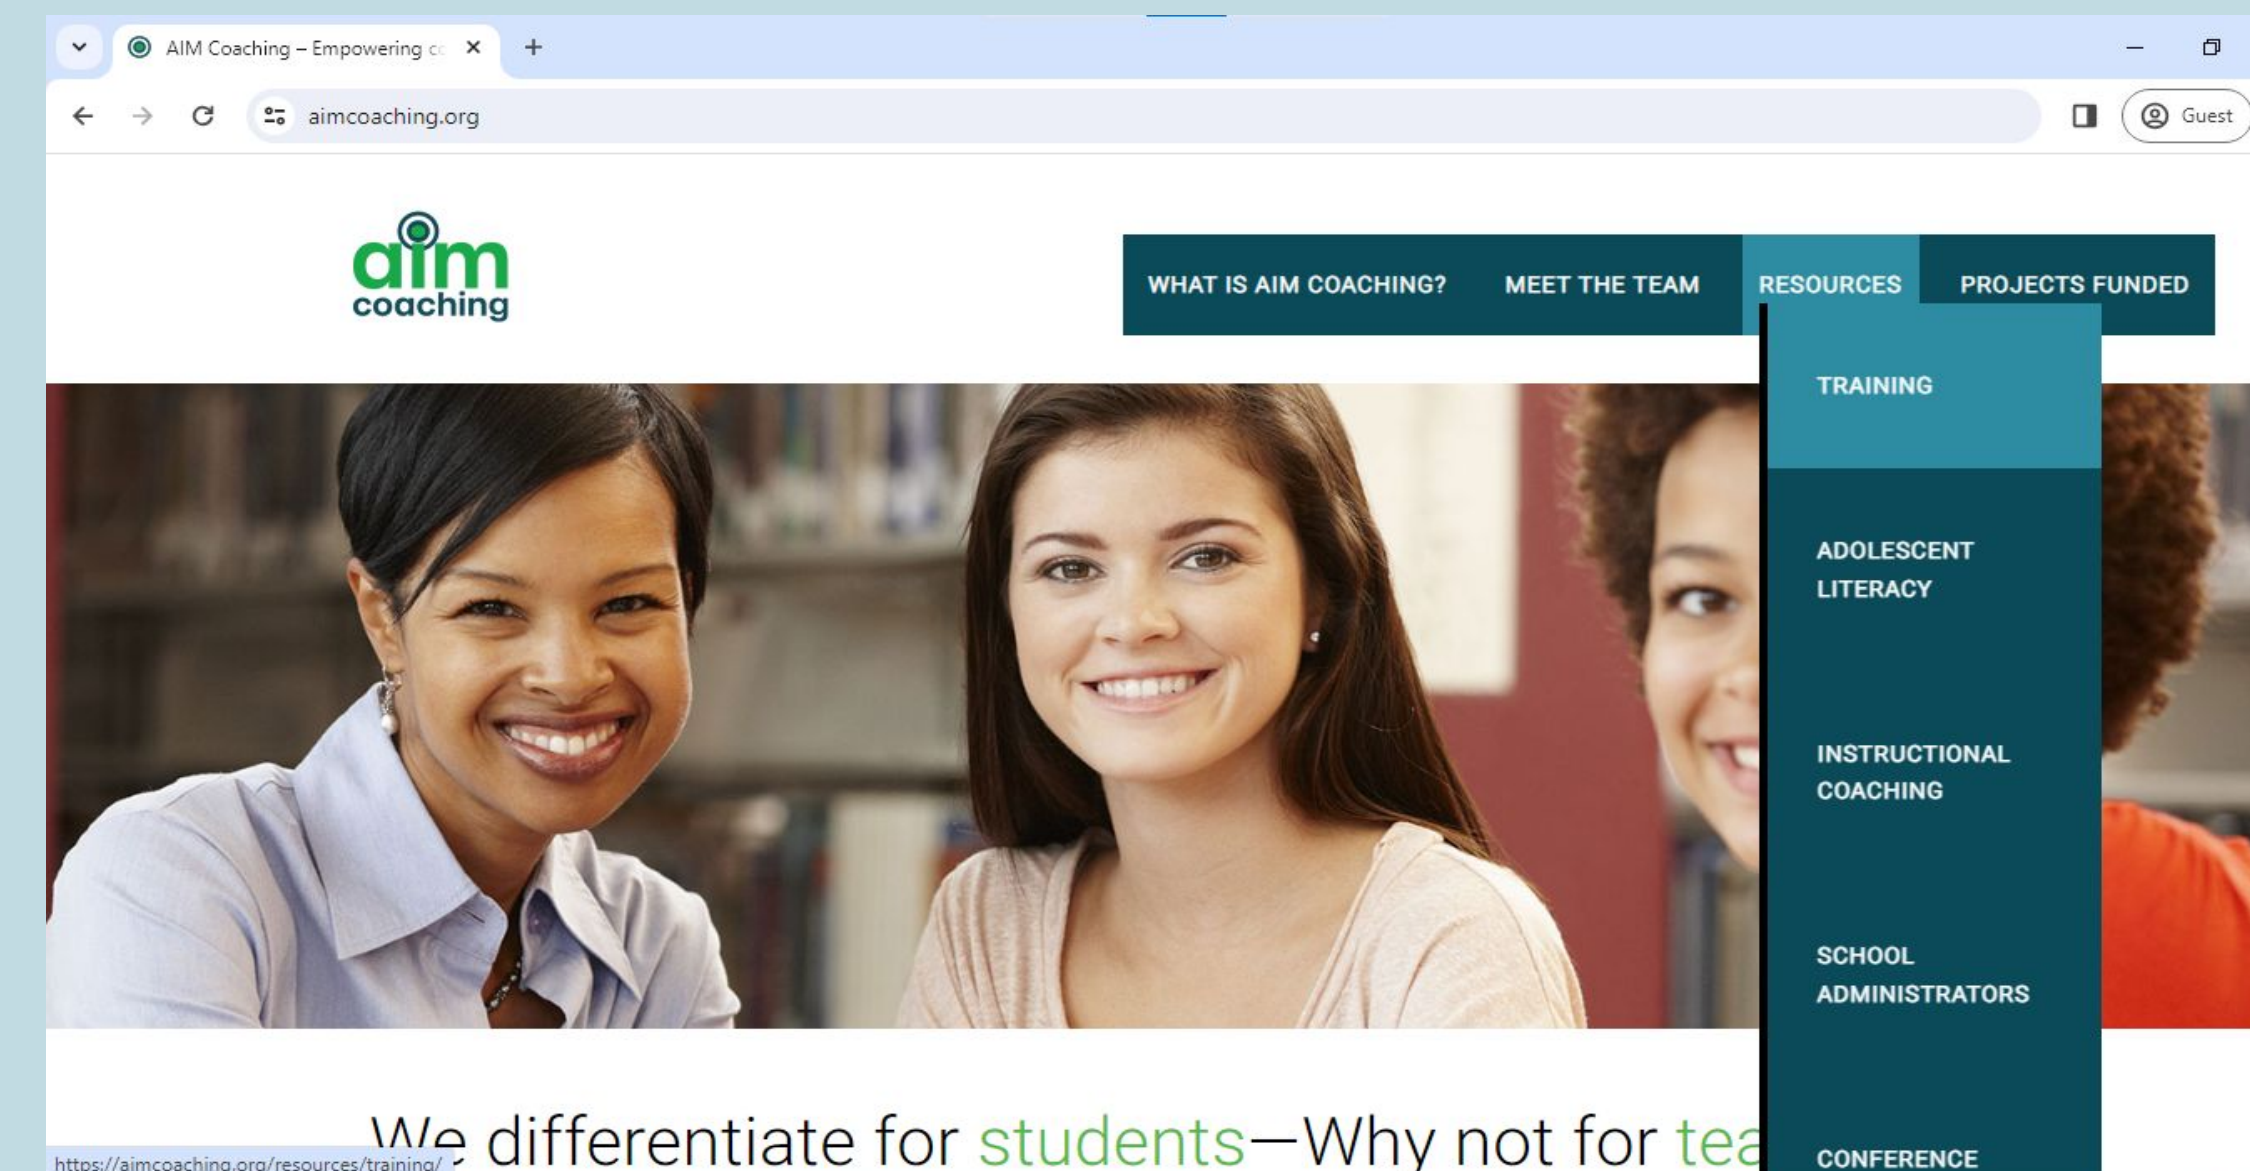 AIM Coaching – Empowering
aimcoaching.org
Guest
aim
coaching
WHAT IS AIM COACHING? MEET THE TEAM RESOURCES PROJECTS FUNDED
TRAINING
ADOLESCENT
LITERACY
INSTRUCTIONAL
COACHING
SCHOOL
ADMINISTRATORS
CONFERENCE
We differentiate for students—Why not for tea
https://aimcoaching.org/resources/training/